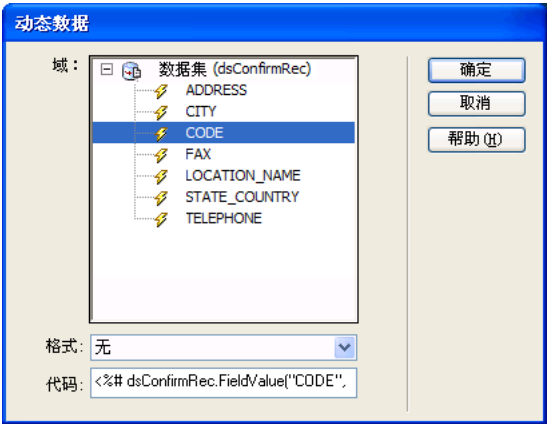 动态数据
域：
数据集 (dsConfirmRec)
ADDRESS
CITY
CODE
FAX
LOCATION_NAME
STATE_COUNTRY
TELEPHONE
确定
取消
帮助(H)
格式: 无
代码: <%# dsConfirmRec.FieldValue("CODE",